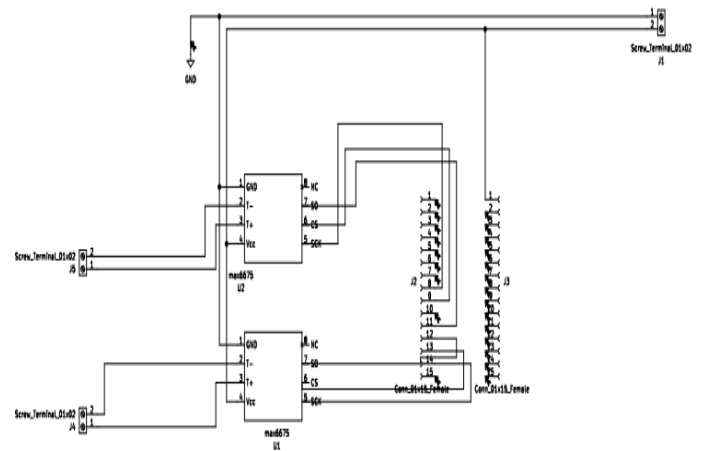 1
2
Screw_Terminal_01x02
J1
GND
1 GND
8 NC
2 T-
7 SO
3 T+
6 CS
4 Vcc
5 SCK
max6675
U2
Screw_Terminal_01x02
2
1
J5
1
2
3
4
5
6
7
8
9
10
11
12
13
14
15
J2
Conn_01x15_Female
1
2
J3
Conn_01x15_Female
1 GND
8 NC
2 T-
7 SO
3 T+
6 CS
4 Vcc
5 SCK
max6675
U1
Screw_Terminal_01x02
2
1
J4